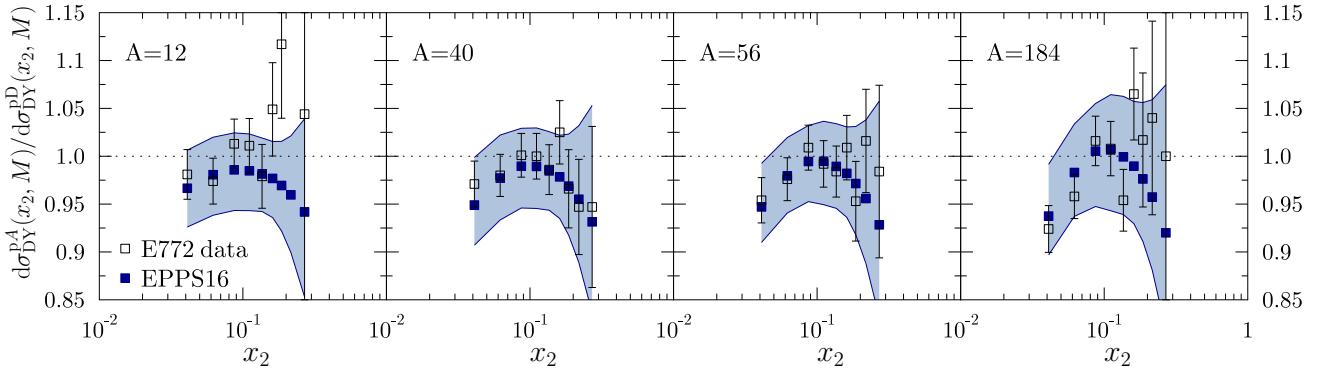 dσ^{pA}_{DY}(x_2, M)/dσ^{pD}_{DY}(x_2, M)
1.15
1.1
1.05
1.0
0.95
0.9
0.85
A=12
A=40
A=56
A=184
E772 data
EPPS16
1.15
1.1
1.05
1.0
0.95
0.9
0.85
10^{-2} 10^{-1} 10^{-2} 10^{-1} 10^{-2} 10^{-1} 10^{-2} 10^{-1} 1
x_2 x_2 x_2 x_2